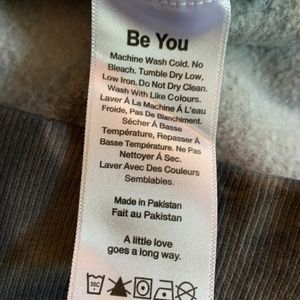 Be You
Machine Wash Cold. No
Bleach. Tumble Dry Low,
Low Iron. Do Not Dry Clean.
Wash With Like Colours.
Laver Á La Machine Á L'eau
Froide, Pas De Blanchiment.
Sécher Á Basse
Température, Repasser Á
Basse Température. Ne Pas
Nettoyer Á Sec.
Laver Avec Des Couleurs
Semblables.
Made in Pakistan
Fait au Pakistan
A little love
goes a long way.
30C